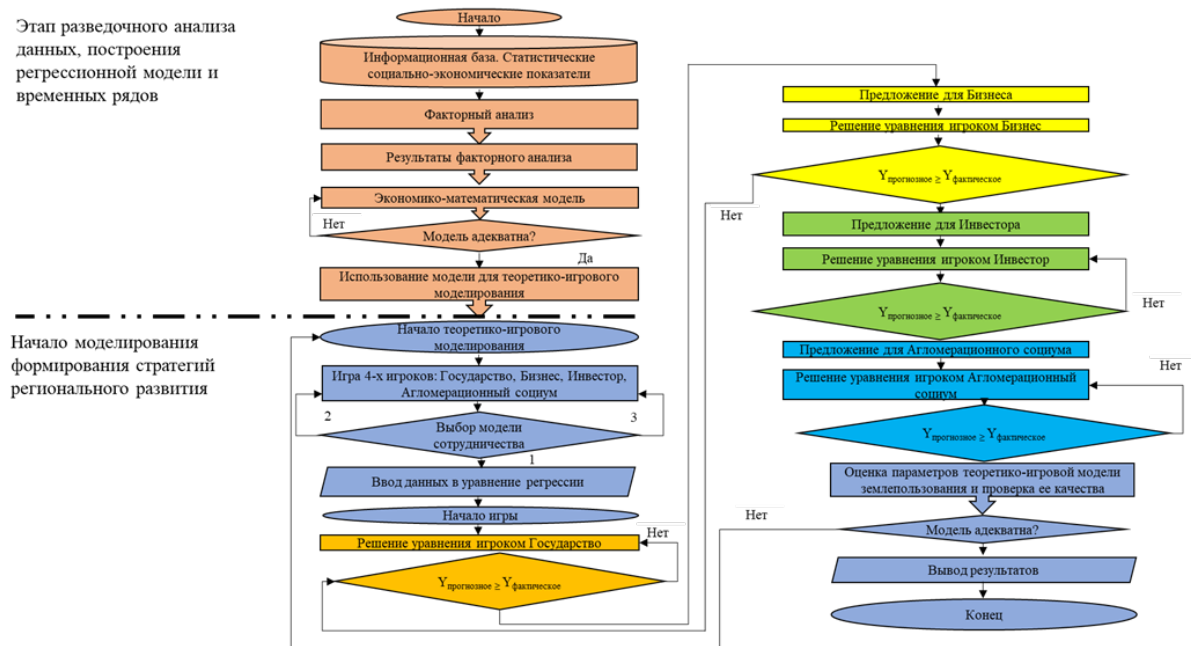 Этап разведочного анализа
данных, построения
регрессионной модели и
временных рядов
Начало
Информационная база. Статистические
социально-экономические показатели
Факторный анализ
Результаты факторного анализа
Экономико-математическая модель
Нет
Модель адекватна?
Да
Использование модели для теоретико-игрового
моделирования
Начало моделирования
формирования стратегий
регионального развития
Начало теоретико-игрового
моделирования
Игра 4-х игроков: Государство, Бизнес, Инвестор,
Агломерационный социум
2
3
Выбор модели
сотрудничества
1
Ввод данных в уравнение регрессии
Начало игры
Нет
Решение уравнения игроком Государство
Yпрогнозное ≥ Yфактическое
Предложение для Бизнеса
Решение уравнения игроком Бизнес
Yпрогнозное ≥ Yфактическое
Нет
Предложение для Инвестора
Решение уравнения игроком Инвестор
Нет
Yпрогнозное ≥ Yфактическое
Предложение для Агломерационного социума
Нет
Решение уравнения игроком Агломерационный
социум
Yпрогнозное ≥ Yфактическое
Оценка параметров теоретико-игровой модели
землепользования и проверка ее качества
Нет
Модель адекватна?
Вывод результатов
Конец